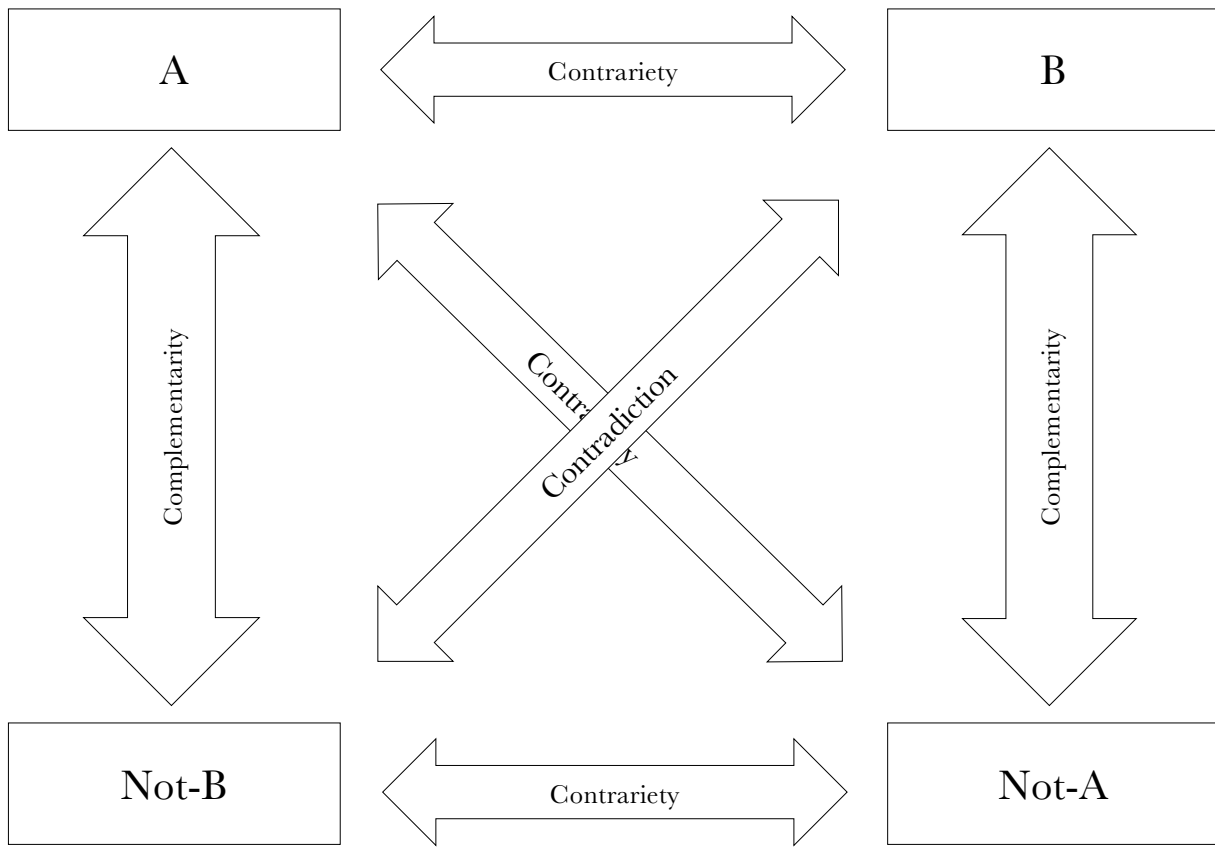 A
Contrariety
B
Complementarity
Contradiction
Complementarity
Not-B
Contrariety
Not-A